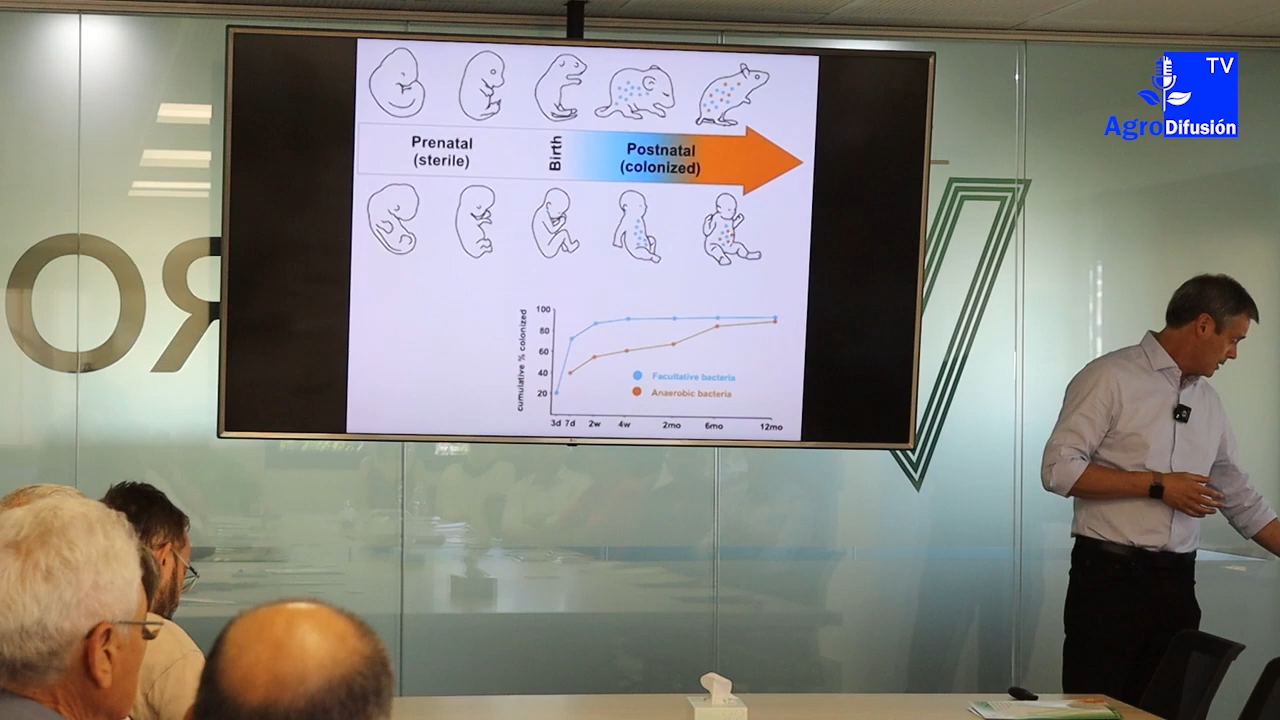 TV
AgroDifusión
Prenatal
(sterile)
Birth
Postnatal
(colonized)
RO
V
cumulative % colonized
100
80
60
40
20
Facultative bacteria
Anaerobic bacteria
3d 7d 2w 4w 2mo 6mo 12mo